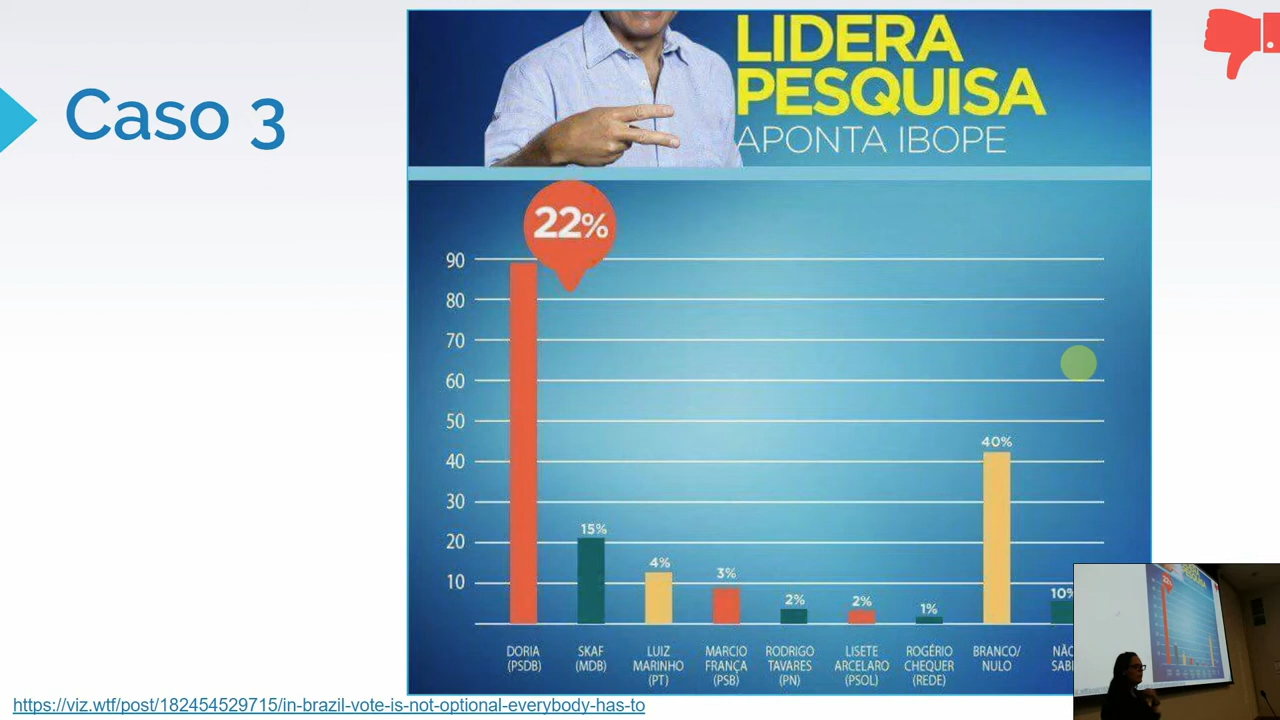 Caso 3
LIDERA
PESQUISA
APONTA IBOPE
22%
90
80
70
60
50
40
30
20
10
15%
4%
3%
2%
2%
1%
40%
10%
DORIA
(PSDB)
SKAF
(MDB)
LUIZ
MARINHO
(PT)
MARCIO
FRANÇA
(PSB)
RODRIGO
TAVARES
(PN)
LISETE
ARCELARO
(PSOL)
ROGÉRIO
CHEQUER
(REDE)
BRANCO/
NULO
https://viz.wtf/post/182454529715/in-brazil-vote-is-not-optional-everybody-has-to